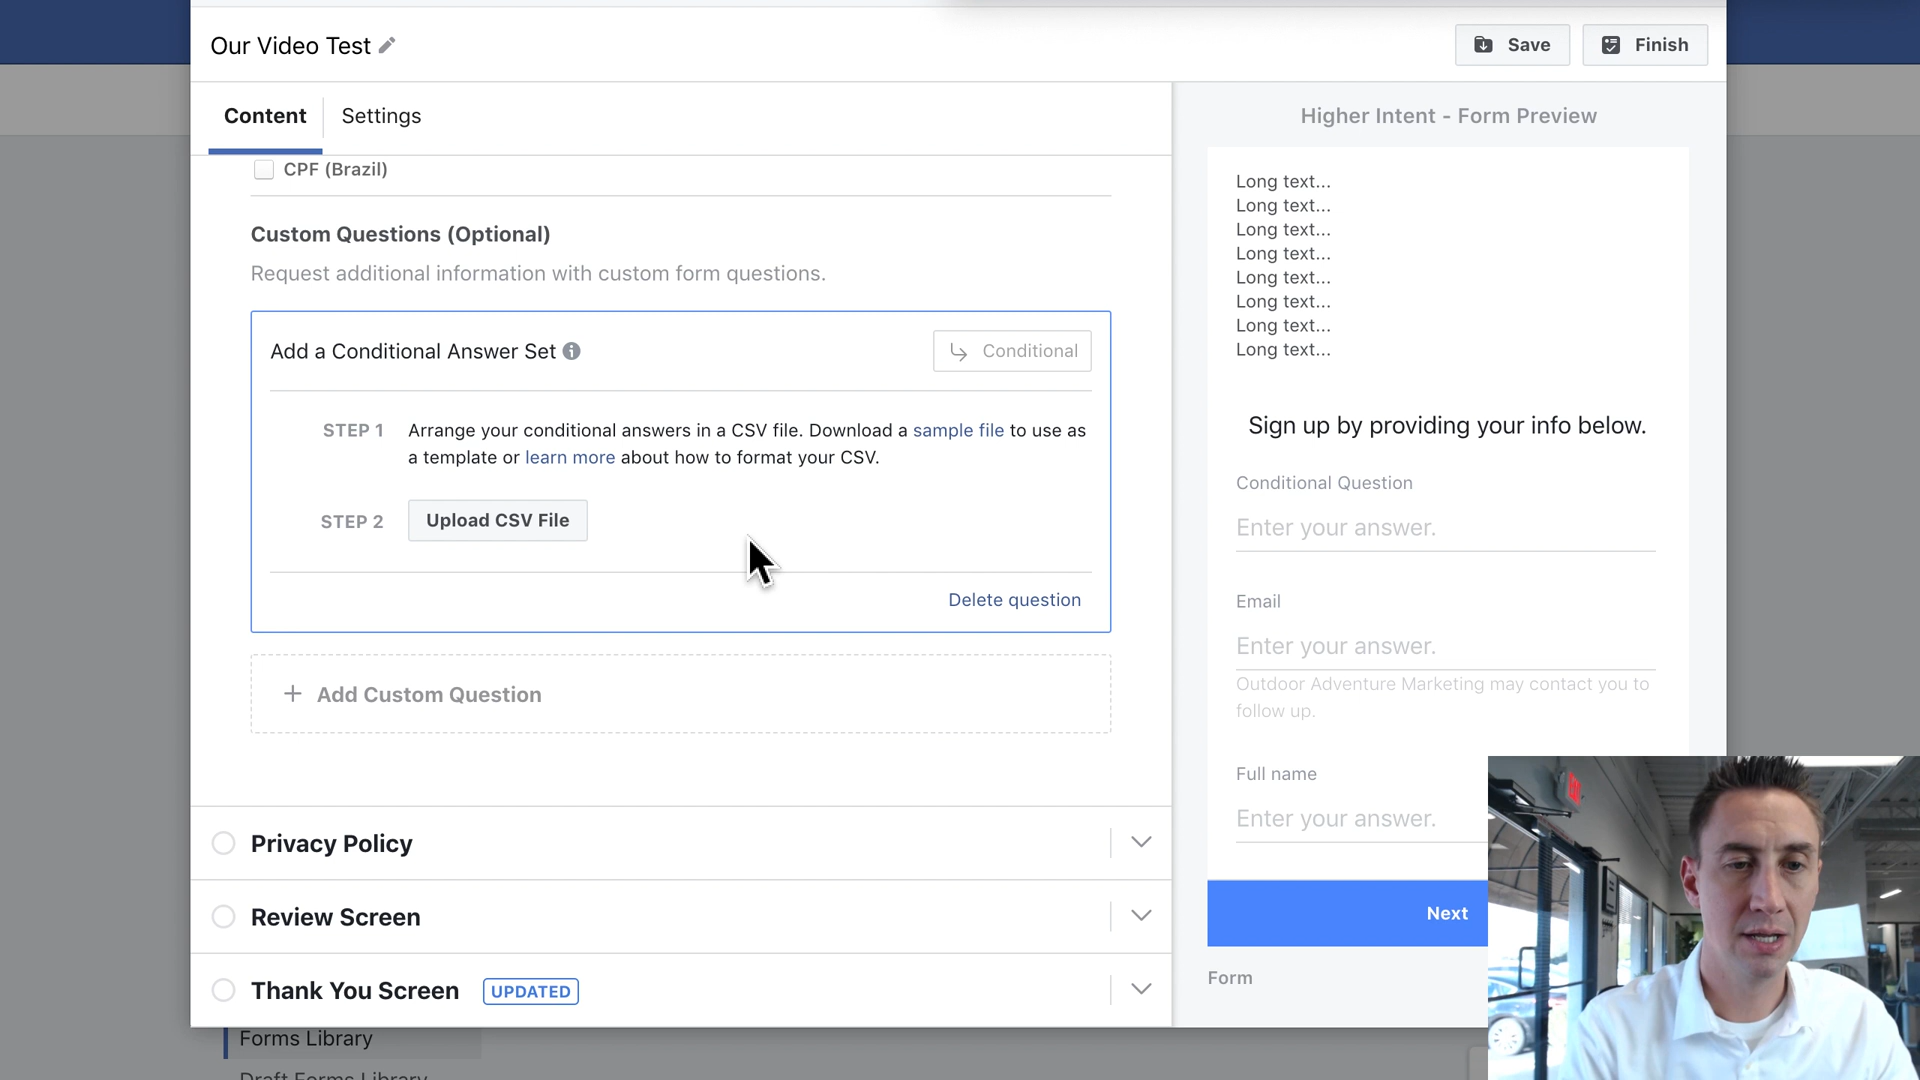 Our Video Test
Save
Finish
Content
Settings
Higher Intent - Form Preview
CPF (Brazil)
Custom Questions (Optional)
Request additional information with custom form questions.
Add a Conditional Answer Set
Conditional
STEP 1
Arrange your conditional answers in a CSV file. Download a sample file to use as
a template or learn more about how to format your CSV.
STEP 2
Upload CSV File
Delete question
+ Add Custom Question
Privacy Policy
Review Screen
Thank You Screen
UPDATED
Long text...
Long text...
Long text...
Long text...
Long text...
Long text...
Long text...
Long text...
Sign up by providing your info below.
Conditional Question
Enter your answer.
Email
Enter your answer.
Outdoor Adventure Marketing may contact you to
follow up.
Full name
Enter your answer.
Next
Form
Forms Library
Draft Forms Library